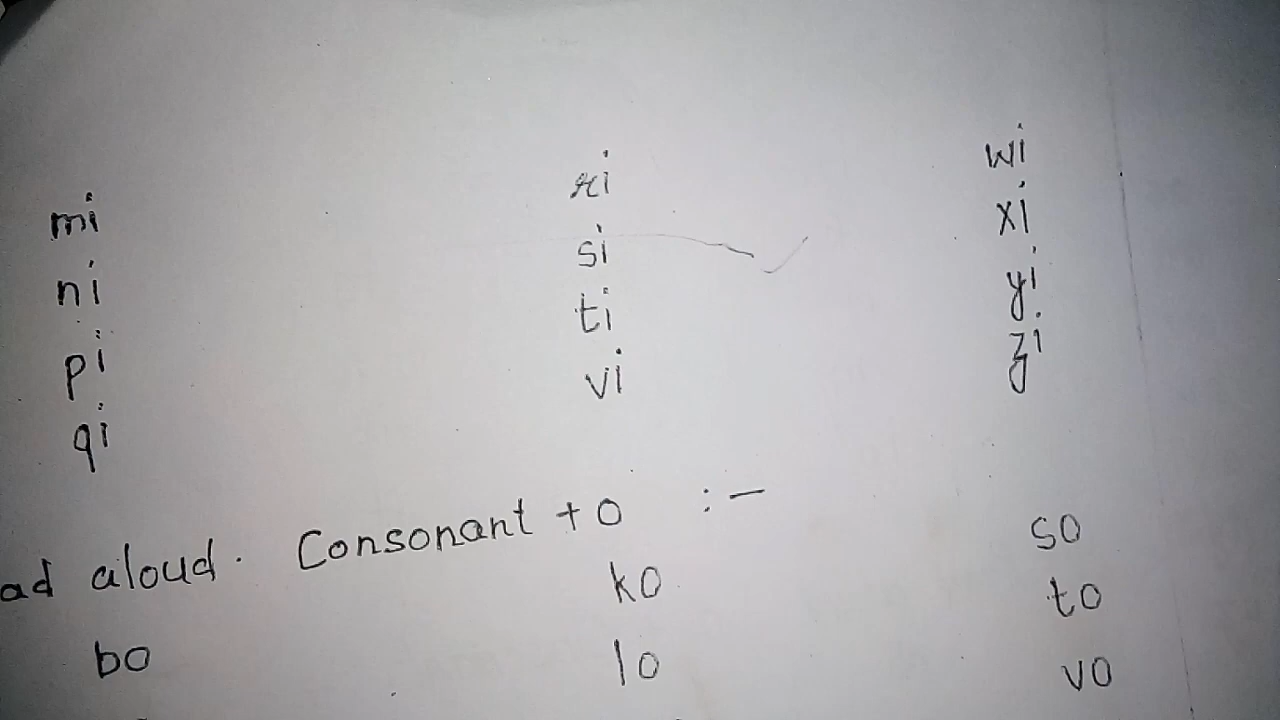 mi ri wi
ni si xi
pi ti yi
qi vi zi
ad aloud. Consonant + o :-
ko so
bo lo to
vo